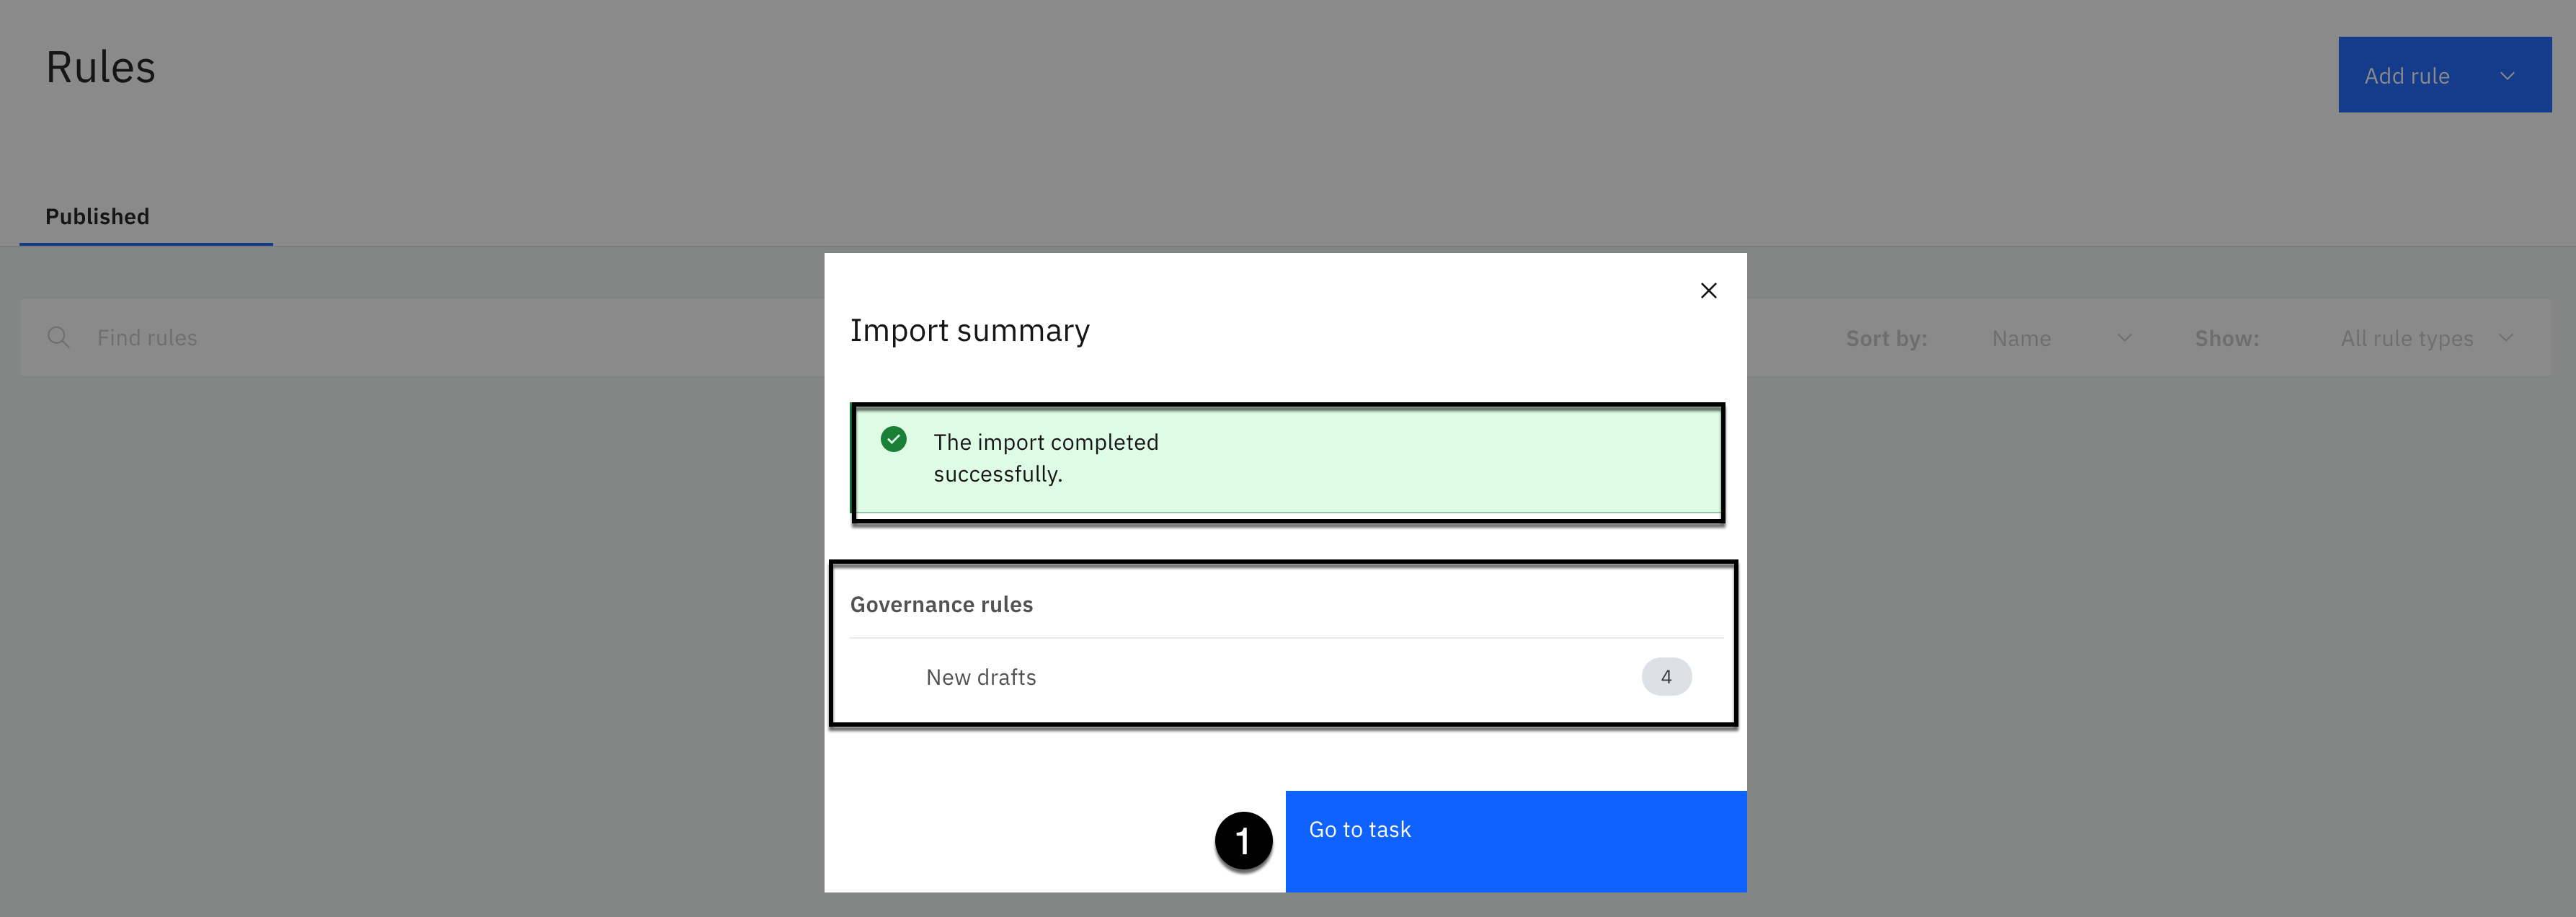 Rules
Add rule
Published
Find rules
Sort by:
Name
Show:
All rule types
Import summary
The import completed
successfully.
Governance rules
New drafts
4
1
Go to task